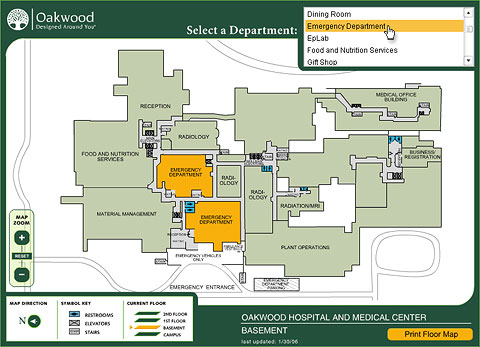 Oakwood
Designed Around You®
Select a Department:
Dining Room
Emergency Department
EpLab
Food and Nutrition Services
Gift Shop
MEDICAL OFFICE
BUILDING
RECEPTION
RADIOLOGY
FOOD AND NUTRITION
SERVICES
EMERGENCY
DEPARTMENT
RADI-
OLOGY
RADI-
OLOGY
BUSINESS/
REGISTRATION
MATERIAL MANAGEMENT
EMERGENCY
DEPARTMENT
RADIATION/MRI
PLANT OPERATIONS
EMERGENCY VEHICLES
ONLY
EMERGENCY ENTRANCE
EMERGENCY
DEPARTMENT
PARKING
MAP
ZOOM
+
RESET
−
MAP DIRECTION
N
SYMBOL KEY
RESTROOMS
ELEVATORS
STAIRS
CURRENT FLOOR
2ND FLOOR
1ST FLOOR
BASEMENT
CAMPUS
OAKWOOD HOSPITAL AND MEDICAL CENTER
BASEMENT
last updated: 1/30/06
Print Floor Map